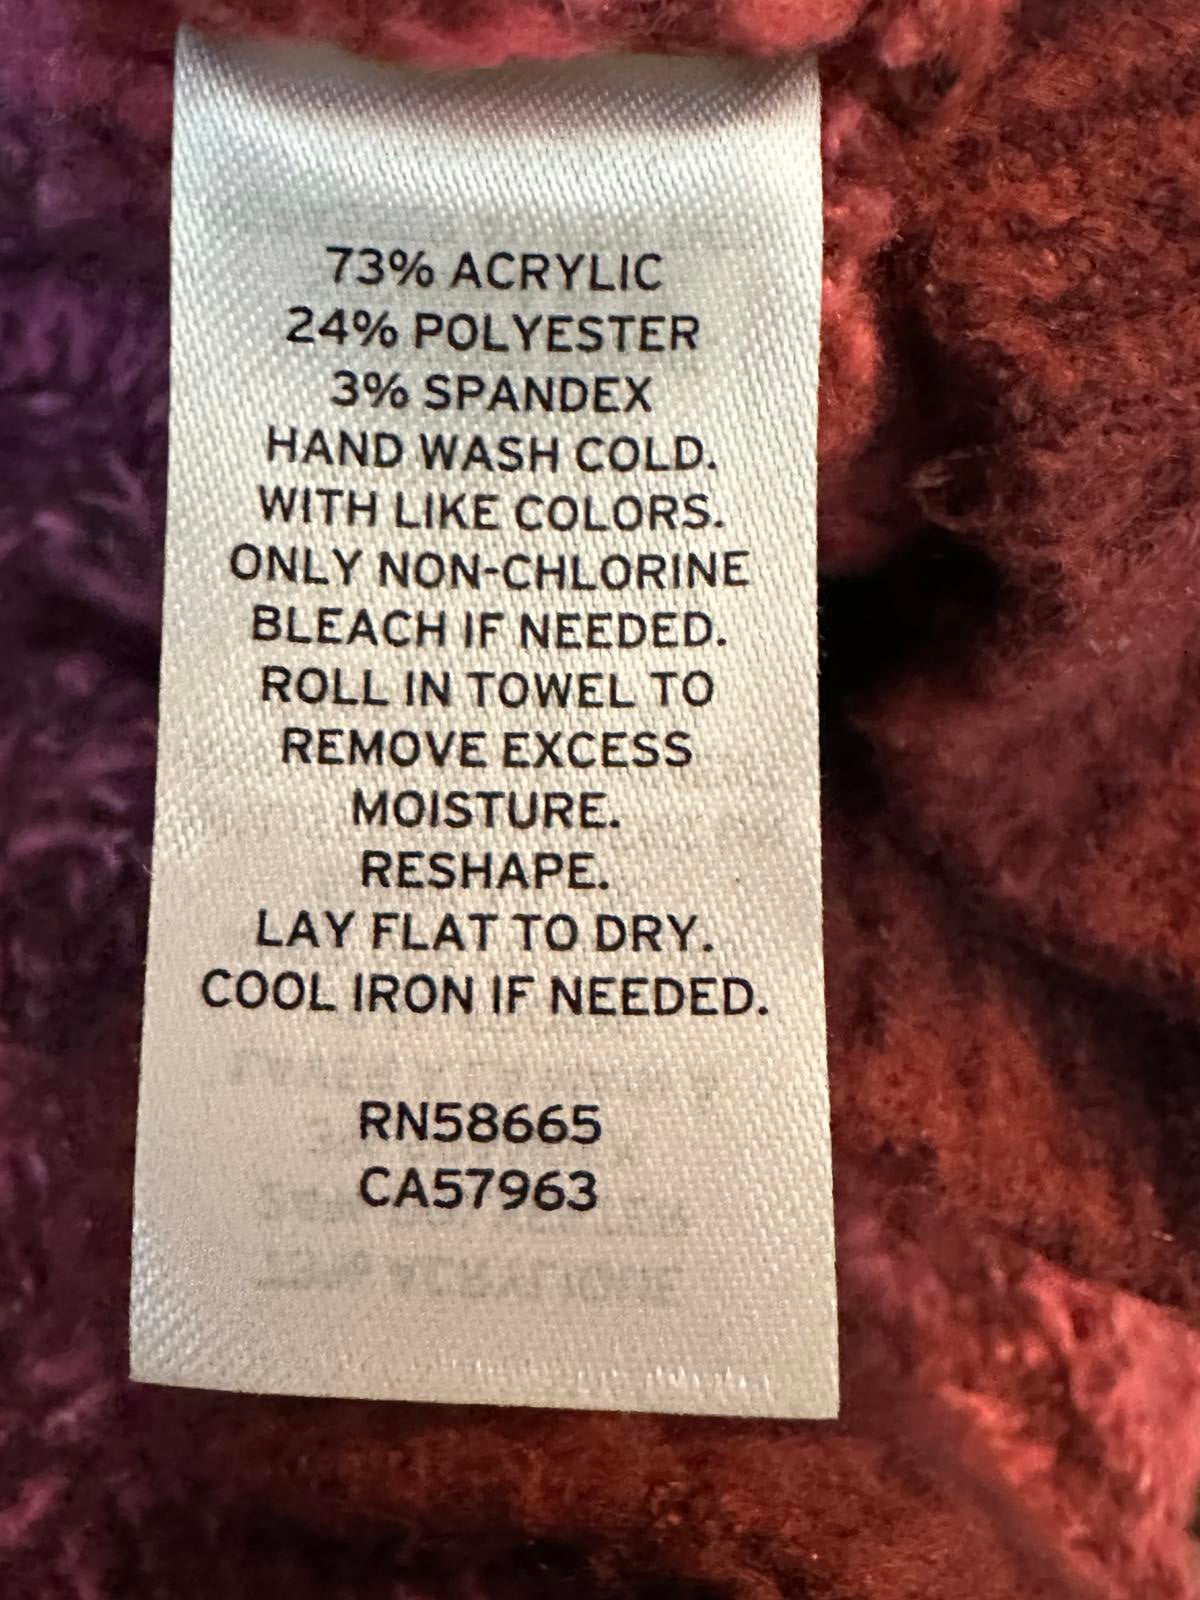 73% ACRYLIC
24% POLYESTER
3% SPANDEX
HAND WASH COLD.
WITH LIKE COLORS.
ONLY NON-CHLORINE
BLEACH IF NEEDED.
ROLL IN TOWEL TO
REMOVE EXCESS
MOISTURE.
RESHAPE.
LAY FLAT TO DRY.
COOL IRON IF NEEDED.
RN58665
CA57963